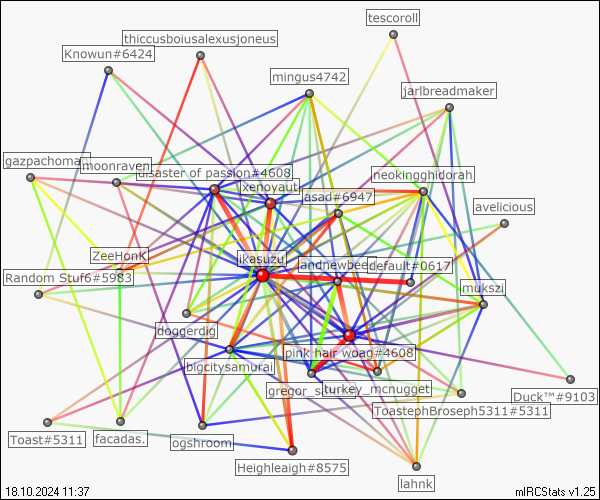 tescoroll
thiccusboiusalexusjoneus
Knowun#6424
mingus4742
jarlbreadmaker
gazpachoma
moonraven
disaster of passion#4608
neokingghidorah
xenoyaut
asad#6947
avelicious
ZeeHonK
ikasuzu
landnewbee
default#0617
Random Stuf6#5983
mukszi
doggerdig
pink hair woag#4608
bigcitysamurai
gregor_s
turkey_mcnugget
Duck™#9103
ToastephBroseph5311#5311
Toast#5311
facadas.
ogshroom
Heighleaigh#8575
lahnk
18.10.2024 11:37
mIRCStats v1.25